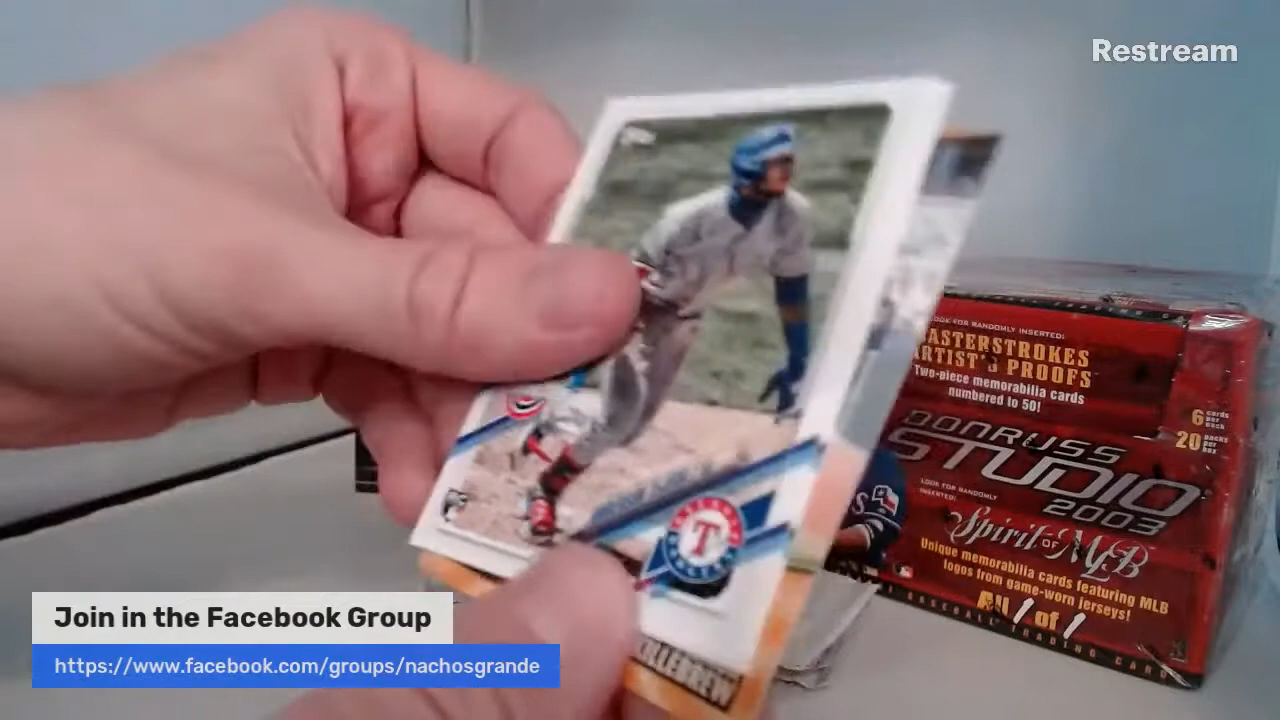 Restream
LOOK FOR RANDOMLY INSERTED:
ASTERSTROKES
ARTIST'S PROOFS
Two-piece memorabilia cards
numbered to 50!
6 cards per pack
20 packs per box
DONRUSS
STUDIO
2003
LOOK FOR RANDOMLY
INSERTED:
Spirit OF MLB
Unique memorabilia cards featuring MLB
logos from game-worn jerseys!
All 1 of 1
T
KILLEBREW
Join in the Facebook Group
https://www.facebook.com/groups/nachosgrande